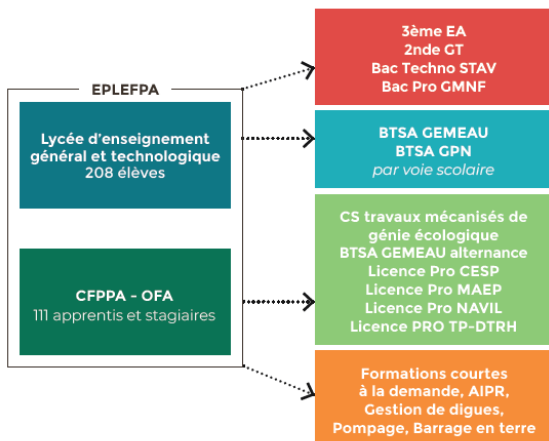 EPLEFPA
Lycée d'enseignement
général et technologique
208 élèves
CFPPA - OFA
111 apprentis et stagiaires
3ème EA
2nde GT
Bac Techno STAV
Bac Pro GMNF
BTSA GEMEAU
BTSA GPN
par voie scolaire
CS travaux mécanisés de
génie écologique
BTSA GEMEAU alternance
Licence Pro CESP
Licence Pro MAEP
Licence Pro NAVIL
Licence PRO TP-DTRH
Formations courtes
à la demande, AIPR,
Gestion de digues,
Pompage, Barrage en terre